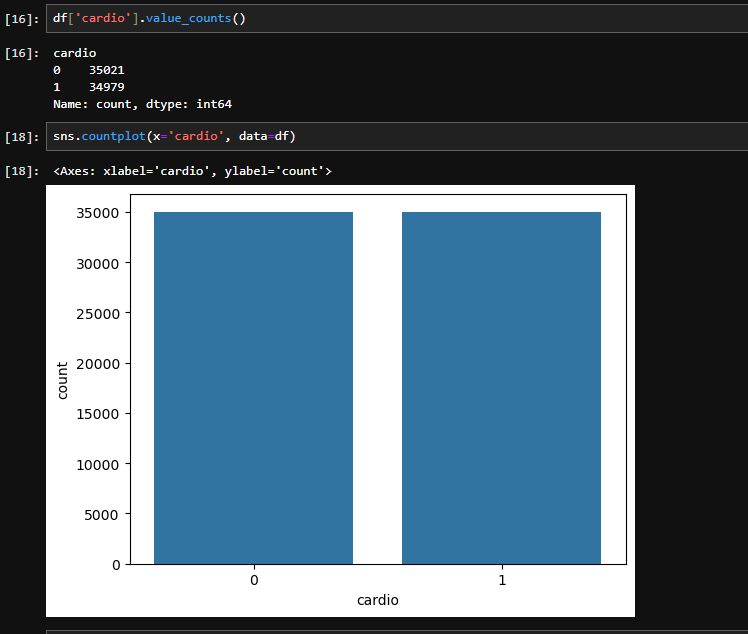 [16]: df['cardio'].value_counts()
[16]: cardio
0    35021
1    34979
Name: count, dtype: int64
[18]: sns.countplot(x='cardio', data=df)
[18]: <Axes: xlabel='cardio', ylabel='count'>
35000
30000
25000
20000
15000
10000
5000
0
count
0 1
cardio